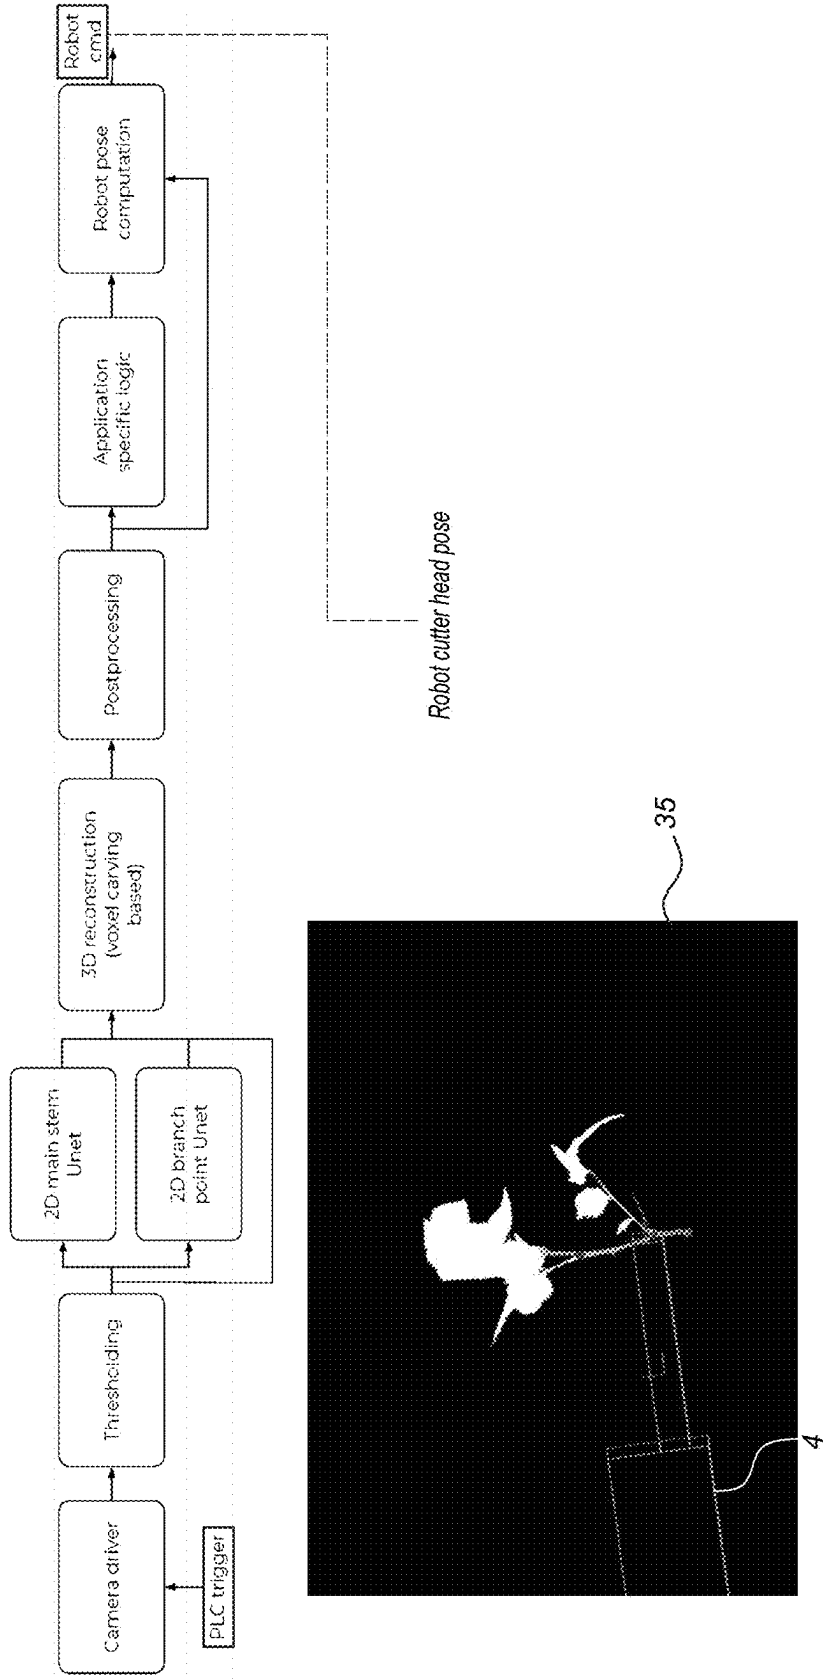 Camera driver
PLC trigger
Thresholding
2D main stem
Unet
2D branch
point Unet
3D reconstruction
(voxel carving
based)
Postprocessing
Application
specific logic
Robot pose
computation
Robot
cmd
Robot cutter head pose
35
4